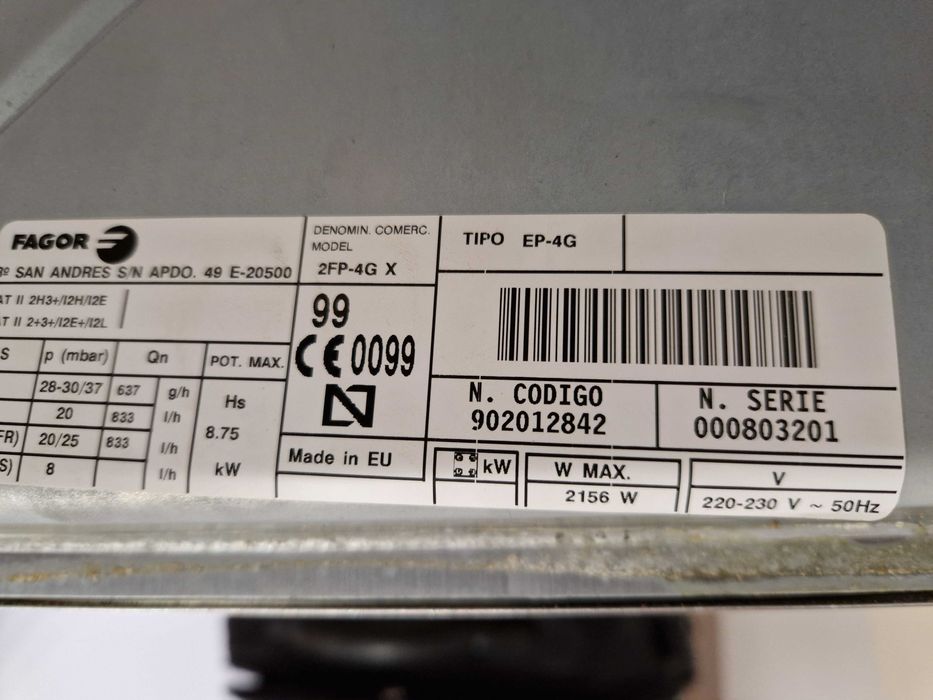 FAGOR
Bº SAN ANDRES S/N APDO. 49 E-20500
DENOMIN. COMERC.
MODEL
2FP-4G X
TIPO EP-4G
AT II 2H3+/I2H/I2E
AT II 2+3+/I2E+/I2L
99
CE 0099
N
S p (mbar) Qn POT. MAX.
28-30/37 637 g/h Hs
20 833 l/h
FR) 20/25 833 l/h 8.75
S) 8 l/h kW
Made in EU
N. CODIGO
902012842
N. SERIE
000803201
kW
W MAX.
2156 W
V
220-230 V ~ 50Hz